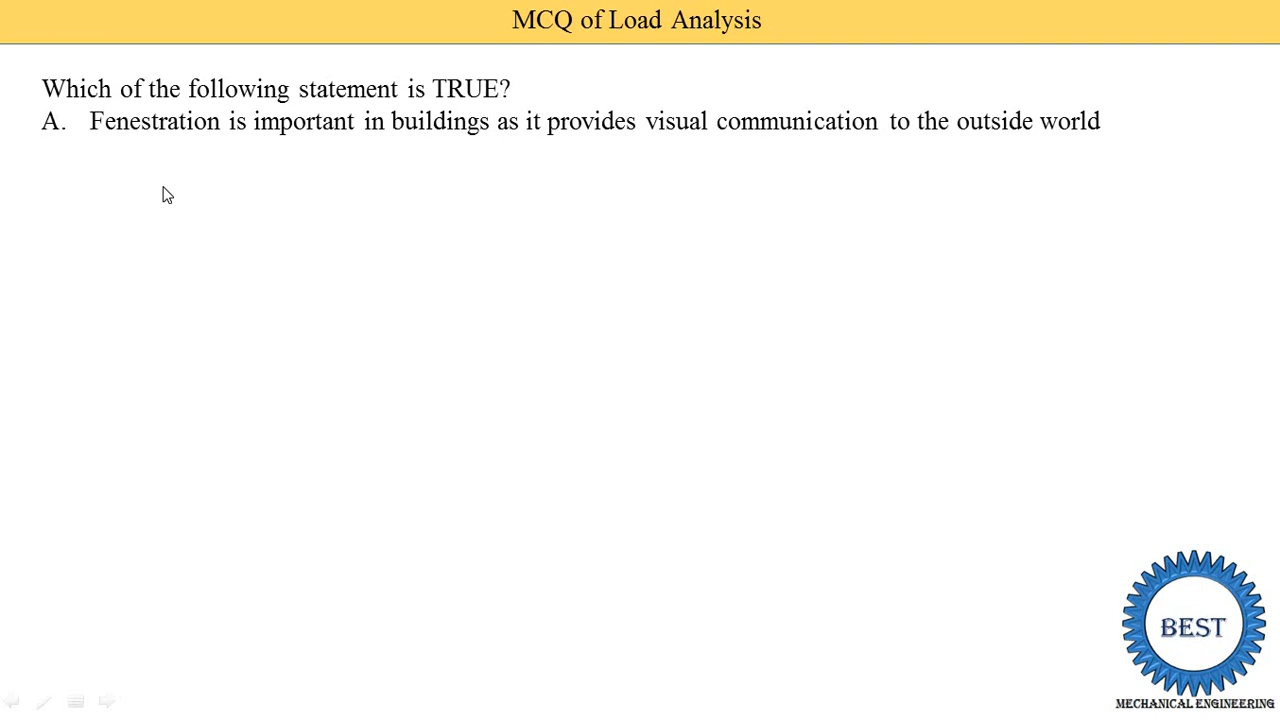 MCQ of Load Analysis
Which of the following statement is TRUE?
A. Fenestration is important in buildings as it provides visual communication to the outside world
BEST
MECHANICAL ENGINEERING